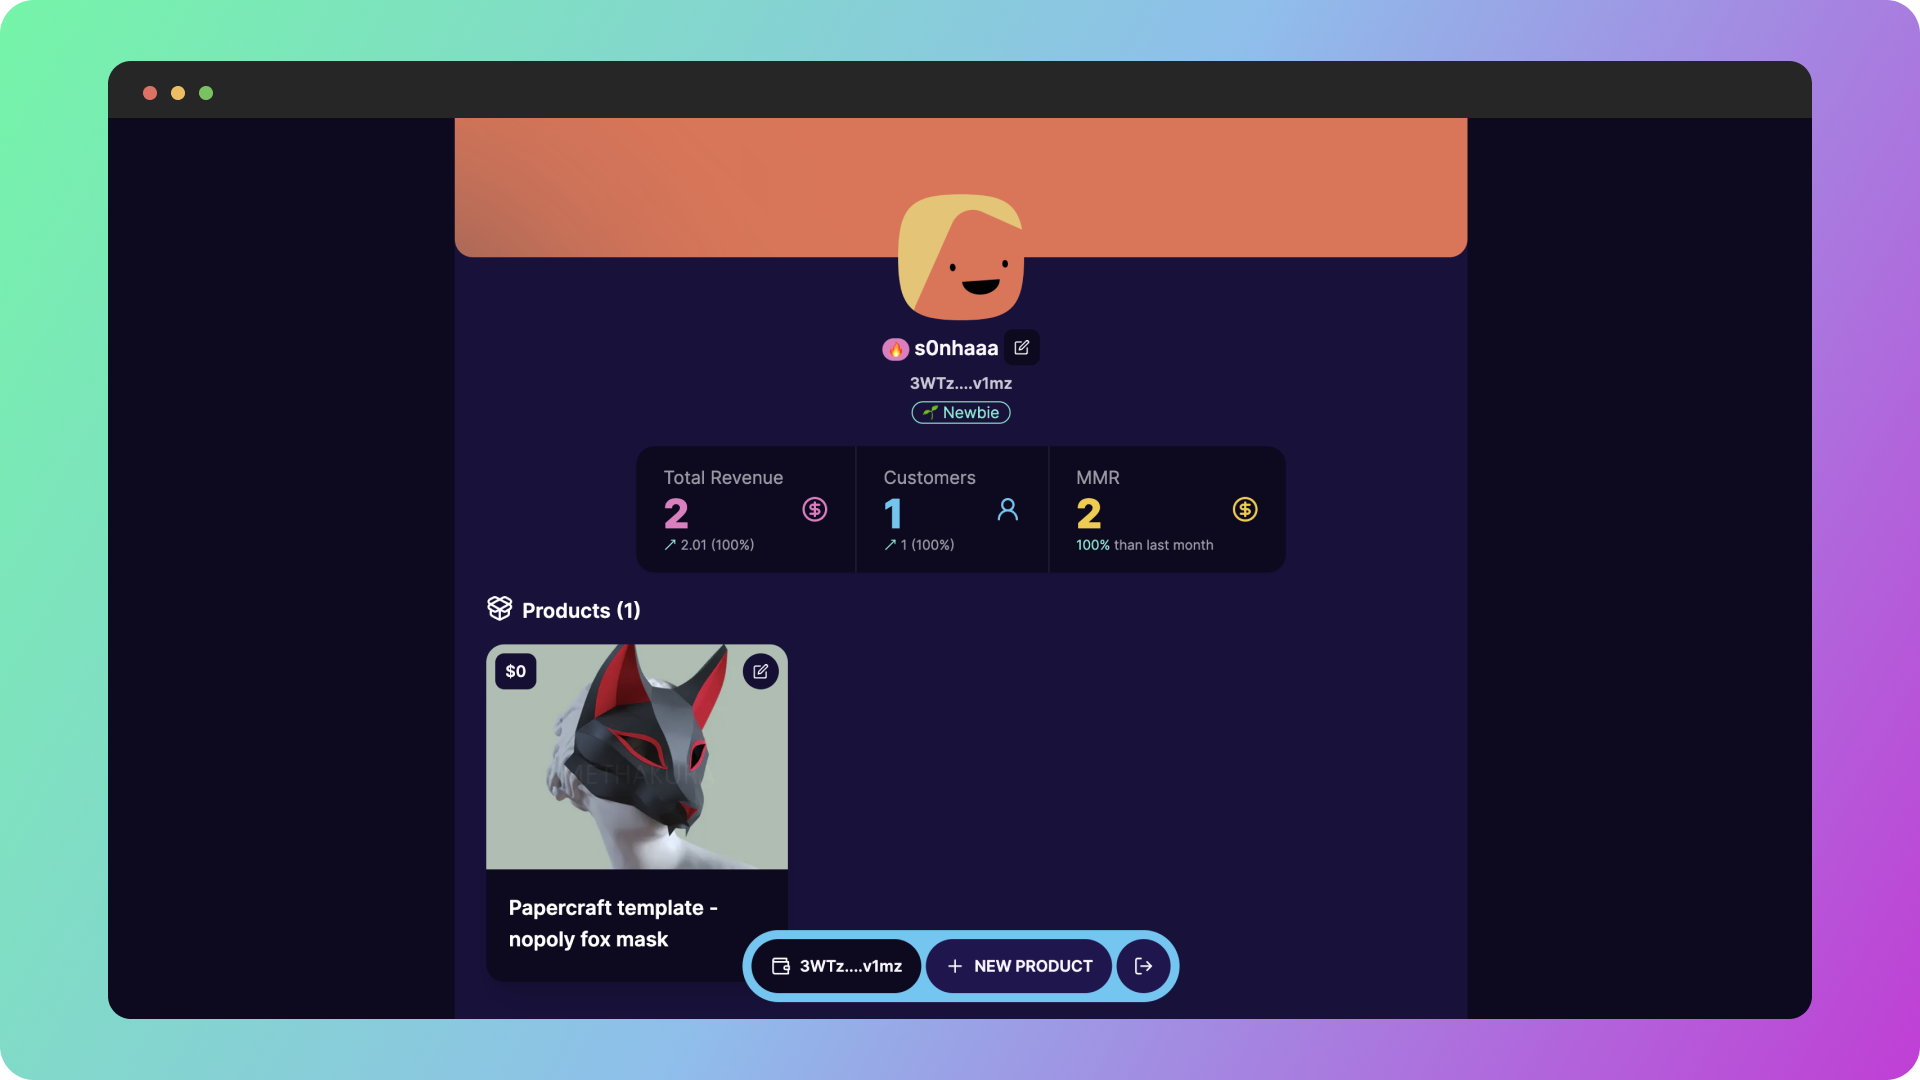 s0nhaaa
3WTz....v1mz
Newbie
Total Revenue
2
2.01 (100%)
Customers
1
1 (100%)
MMR
2
100% than last month
Products (1)
$0
Papercraft template -
nopoly fox mask
3WTz....v1mz
NEW PRODUCT